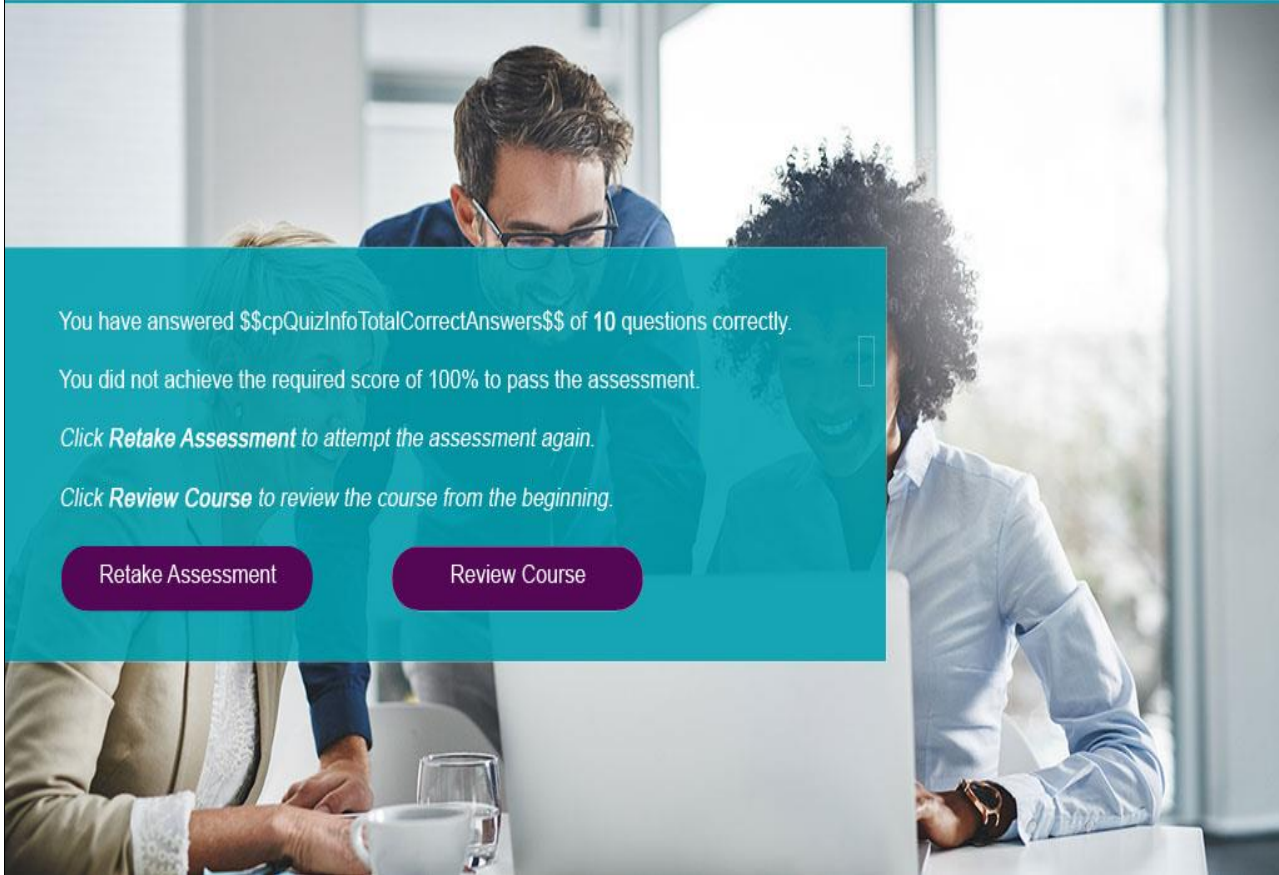 You have answered $$cpQuizInfoTotalCorrectAnswers$$ of 10 questions correctly.
You did not achieve the required score of 100% to pass the assessment.
Click Retake Assessment to attempt the assessment again.
Click Review Course to review the course from the beginning.
Retake Assessment
Review Course